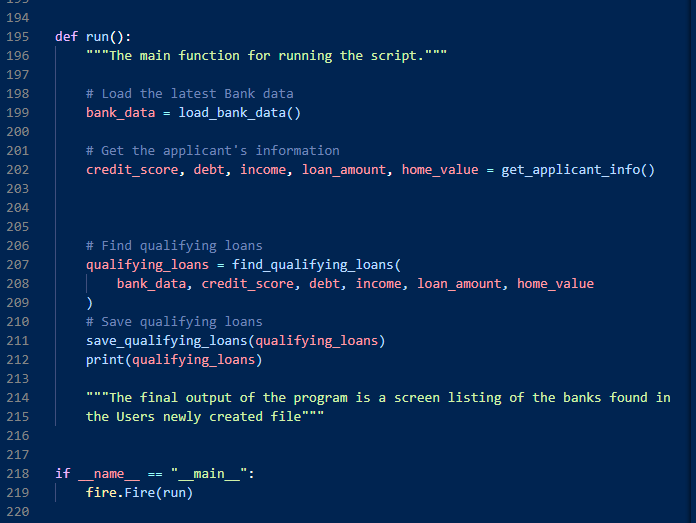 193
194
195 def run():
196 """The main function for running the script."""
197
198 # Load the latest Bank data
199 bank_data = load_bank_data()
200
201 # Get the applicant's information
202 credit_score, debt, income, loan_amount, home_value = get_applicant_info()
203
204
205
206 # Find qualifying loans
207 qualifying_loans = find_qualifying_loans(
208 bank_data, credit_score, debt, income, loan_amount, home_value
209 )
210 # Save qualifying loans
211 save_qualifying_loans(qualifying_loans)
212 print(qualifying_loans)
213
214 """The final output of the program is a screen listing of the banks found in
215 the Users newly created file"""
216
217
218 if __name__ == "__main__":
219 fire.Fire(run)
220